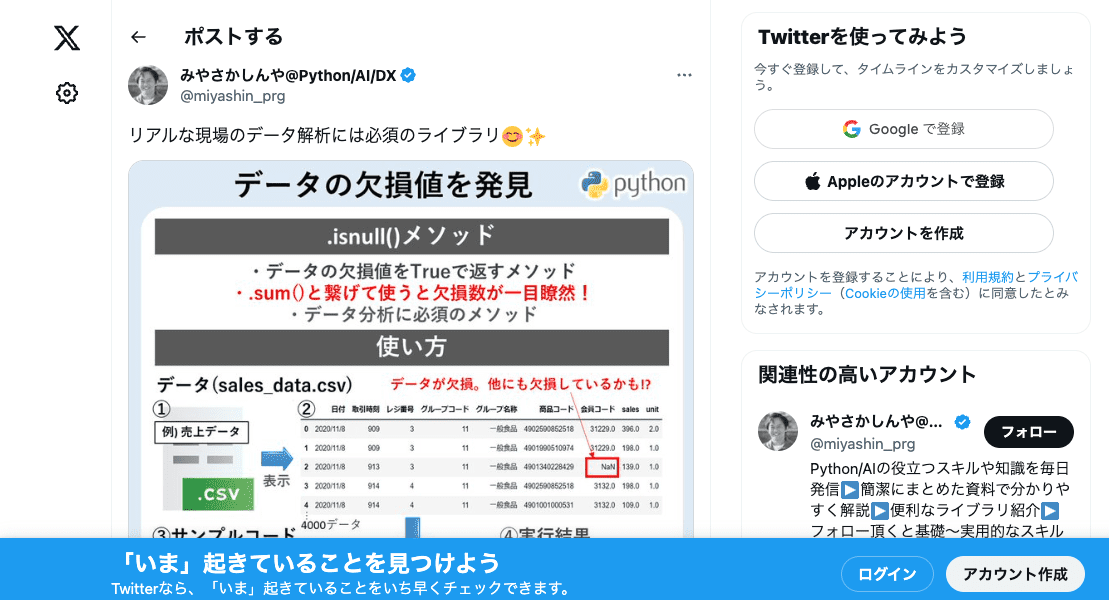 ポストする
みやさかしんや@Python/AI/DX
@miyashin_prg
リアルな現場のデータ解析には必須のライブラリ😊✨
データの欠損値を発見
python
.isnull()メソッド
・データの欠損値をTrueで返すメソッド
・.sum()と繋げて使うと欠損数が一目瞭然！
・データ分析に必須のメソッド
使い方
データ(sales_data.csv)
データが欠損。他にも欠損しているかも!?
①
例) 売上データ
.CSV
表示
②
日付 取引時刻 レジ番号 グループコード グループ名称 商品コード 会員コード sales unit
0 2020/11/8 909 3 11 一般食品 4902590852518 31229.0 396.0 2.0
1 2020/11/8 909 3 11 一般食品 4901990510974 31229.0 198.0 1.0
2 2020/11/8 913 3 11 一般食品 4901340228429 NaN 139.0 1.0
3 2020/11/8 914 4 11 一般食品 4902590852518 3132.0 198.0 1.0
4 2020/11/8 914 4 11 一般食品 4901001000531 3132.0 109.0 1.0
4000データ
③サンプルコード
④実行結果
Twitterを使ってみよう
今すぐ登録して、タイムラインをカスタマイズしましょ
う。
Google で登録
Appleのアカウントで登録
アカウントを作成
アカウントを登録することにより、利用規約とプライバ
シーポリシー（Cookieの使用を含む）に同意したとみ
なされます。
関連性の高いアカウント
みやさかしんや@...
@miyashin_prg
フォロー
Python/AIの役立つスキルや知識を毎日
発信▶️簡潔にまとめた資料で分かりや
すく解説▶️便利なライブラリ紹介▶️
フォロー頂くと基礎〜実用的なスキル
「いま」起きていることを見つけよう
Twitterなら、「いま」起きていることをいち早くチェックできます。
ログイン
アカウント作成